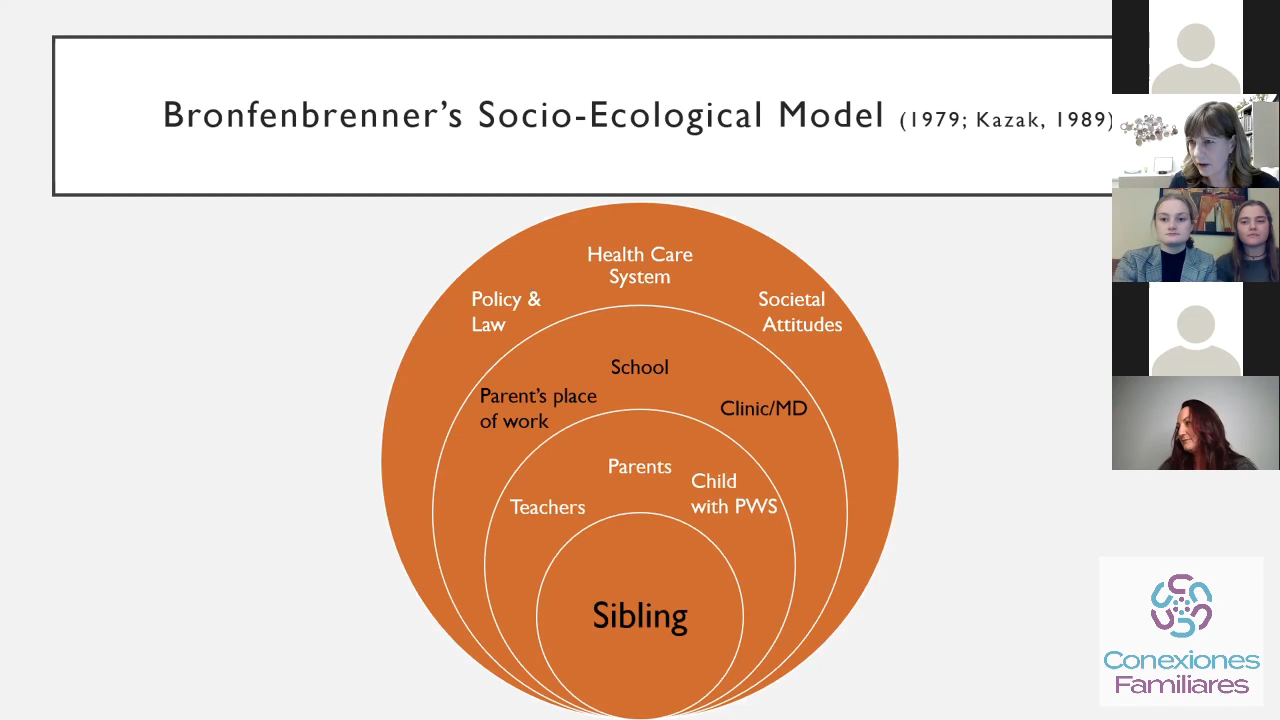 Bronfenbrenner’s Socio-Ecological Model (1979; Kazak, 1989)
Health Care
System
Policy &
Law
Societal
Attitudes
School
Parent’s place
of work
Clinic/MD
Parents
Child
with PWS
Teachers
Sibling
Conexiones
Familiares